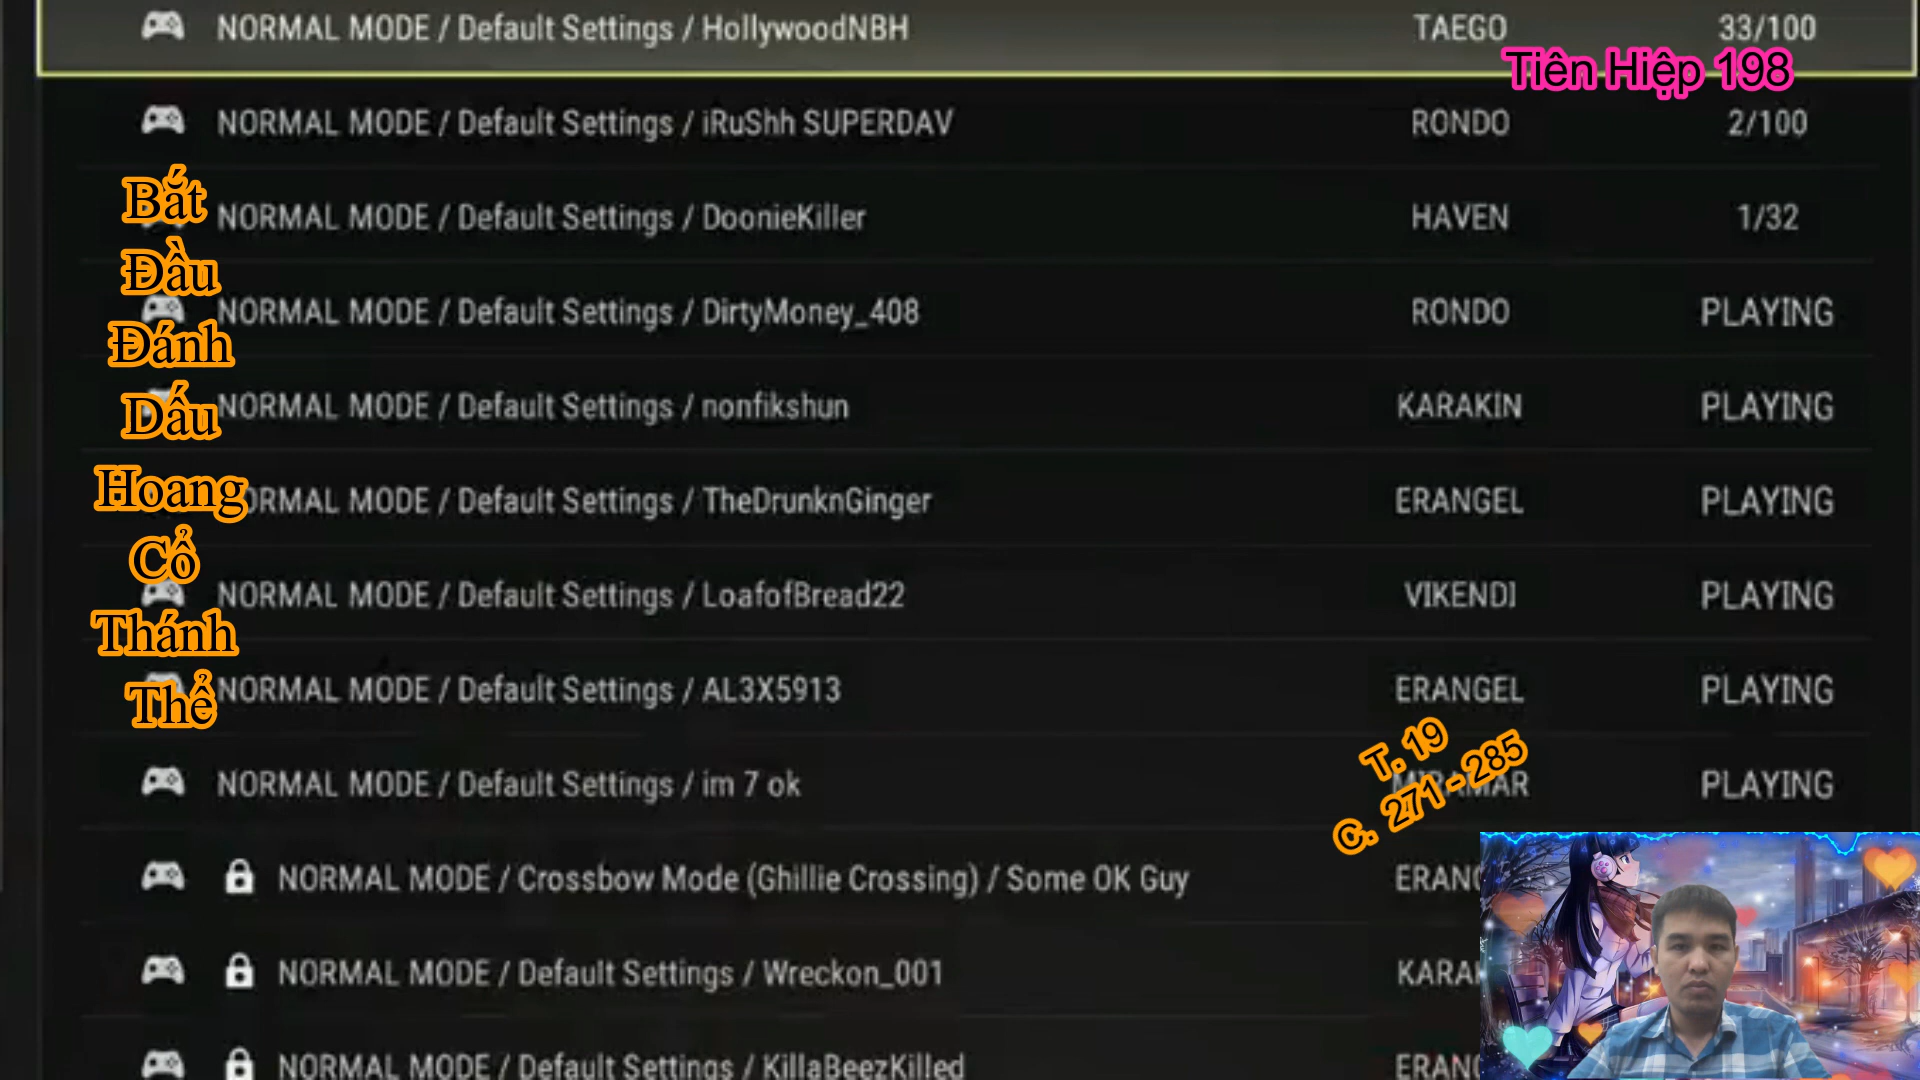 NORMAL MODE / Default Settings / HollywoodNBH TAEGO 33/100
Tiên Hiệp 198
NORMAL MODE / Default Settings / iRuShh SUPERDAV RONDO 2/100
Bắt
NORMAL MODE / Default Settings / DoonieKiller HAVEN 1/32
Đầu
NORMAL MODE / Default Settings / DirtyMoney_408 RONDO PLAYING
Đánh
NORMAL MODE / Default Settings / nonfikshun KARAKIN PLAYING
Dấu
Hoang
NORMAL MODE / Default Settings / TheDrunknGinger ERANGEL PLAYING
Cổ
NORMAL MODE / Default Settings / LoafofBread22 VIKENDI PLAYING
Thánh
NORMAL MODE / Default Settings / AL3X5913 ERANGEL PLAYING
Thể
T. 19
C. 271 - 285
NORMAL MODE / Default Settings / im 7 ok MIRAMAR PLAYING
NORMAL MODE / Crossbow Mode (Ghillie Crossing) / Some OK Guy ERANG
NORMAL MODE / Default Settings / Wreckon_001 KARAK
NORMAL MODE / Default Settings / KillaBeezKilled ERANG